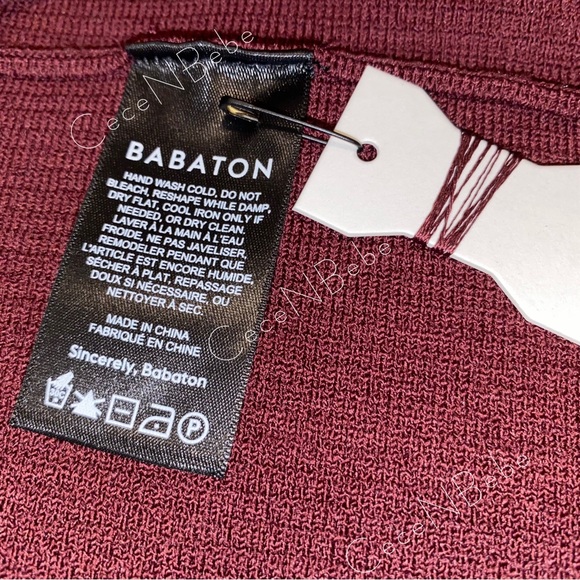 BABATON
HAND WASH COLD, DO NOT
BLEACH, RESHAPE WHILE DAMP,
DRY FLAT, COOL IRON ONLY IF
NEEDED, OR DRY CLEAN.
LAVER À LA MAIN À L'EAU
FROIDE, NE PAS JAVELISER,
REMODELER PENDANT QUE
L'ARTICLE EST ENCORE HUMIDE,
SÉCHER À PLAT, REPASSAGE
DOUX SI NÉCESSAIRE, OU
NETTOYER À SEC.
MADE IN CHINA
FABRIQUÉ EN CHINE
Sincerely, Babaton
P
CeceNBebe
CeceNBebe
CeceNBebe